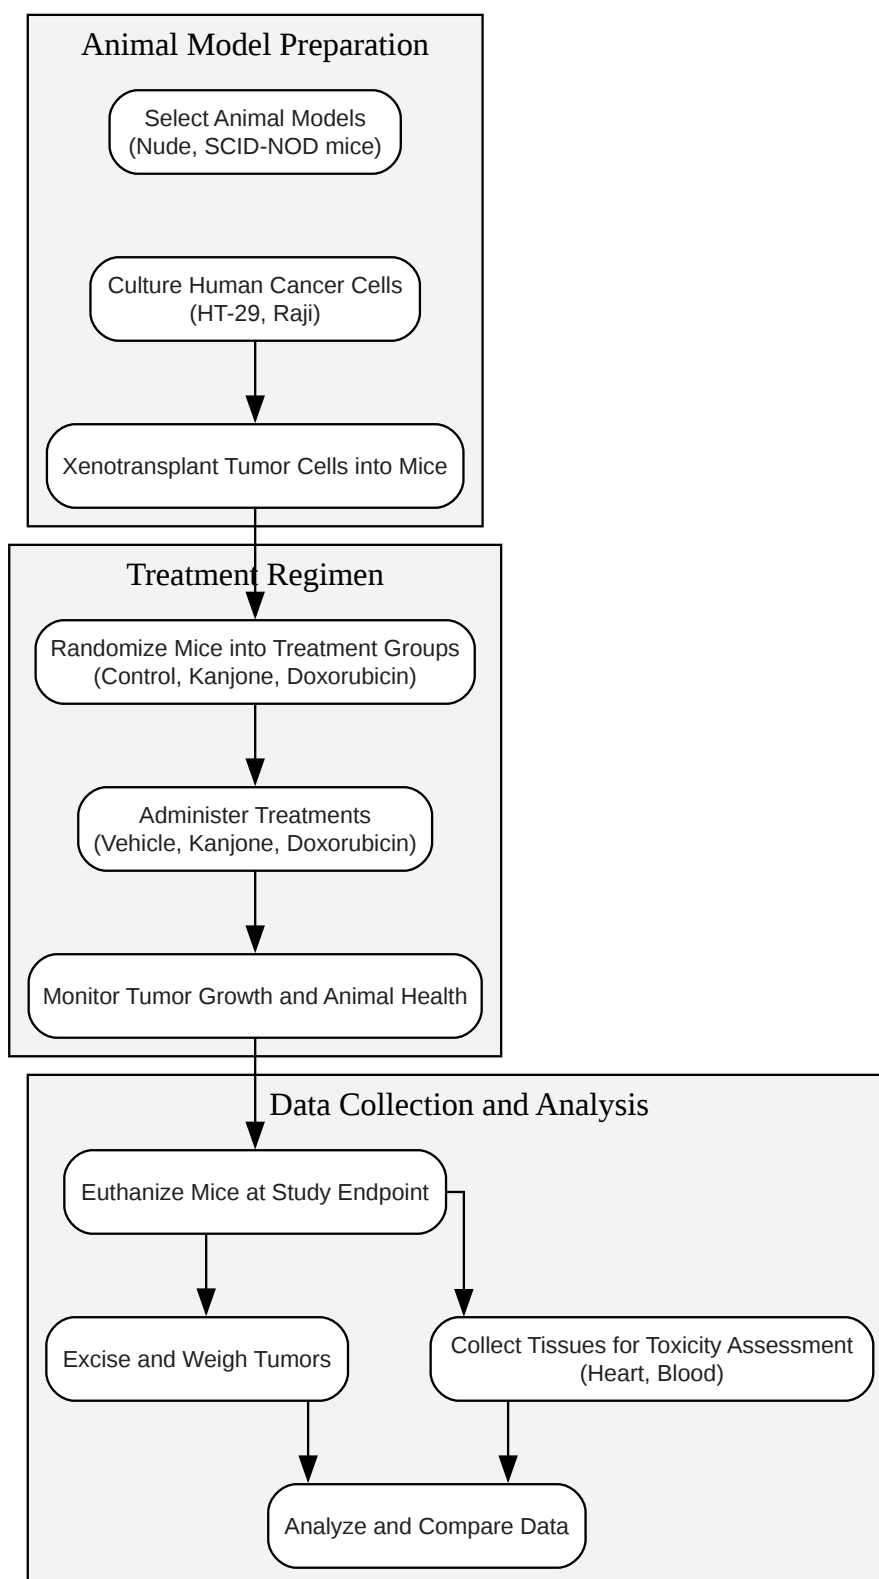 Animal Model Preparation
Select Animal Models
(Nude, SCID-NOD mice)
Culture Human Cancer Cells
(HT-29, Raji)
Xenotransplant Tumor Cells into Mice
Treatment Regimen
Randomize Mice into Treatment Groups
(Control, Kanjone, Doxorubicin)
Administer Treatments
(Vehicle, Kanjone, Doxorubicin)
Monitor Tumor Growth and Animal Health
Data Collection and Analysis
Euthanize Mice at Study Endpoint
Excise and Weigh Tumors
Collect Tissues for Toxicity Assessment
(Heart, Blood)
Analyze and Compare Data